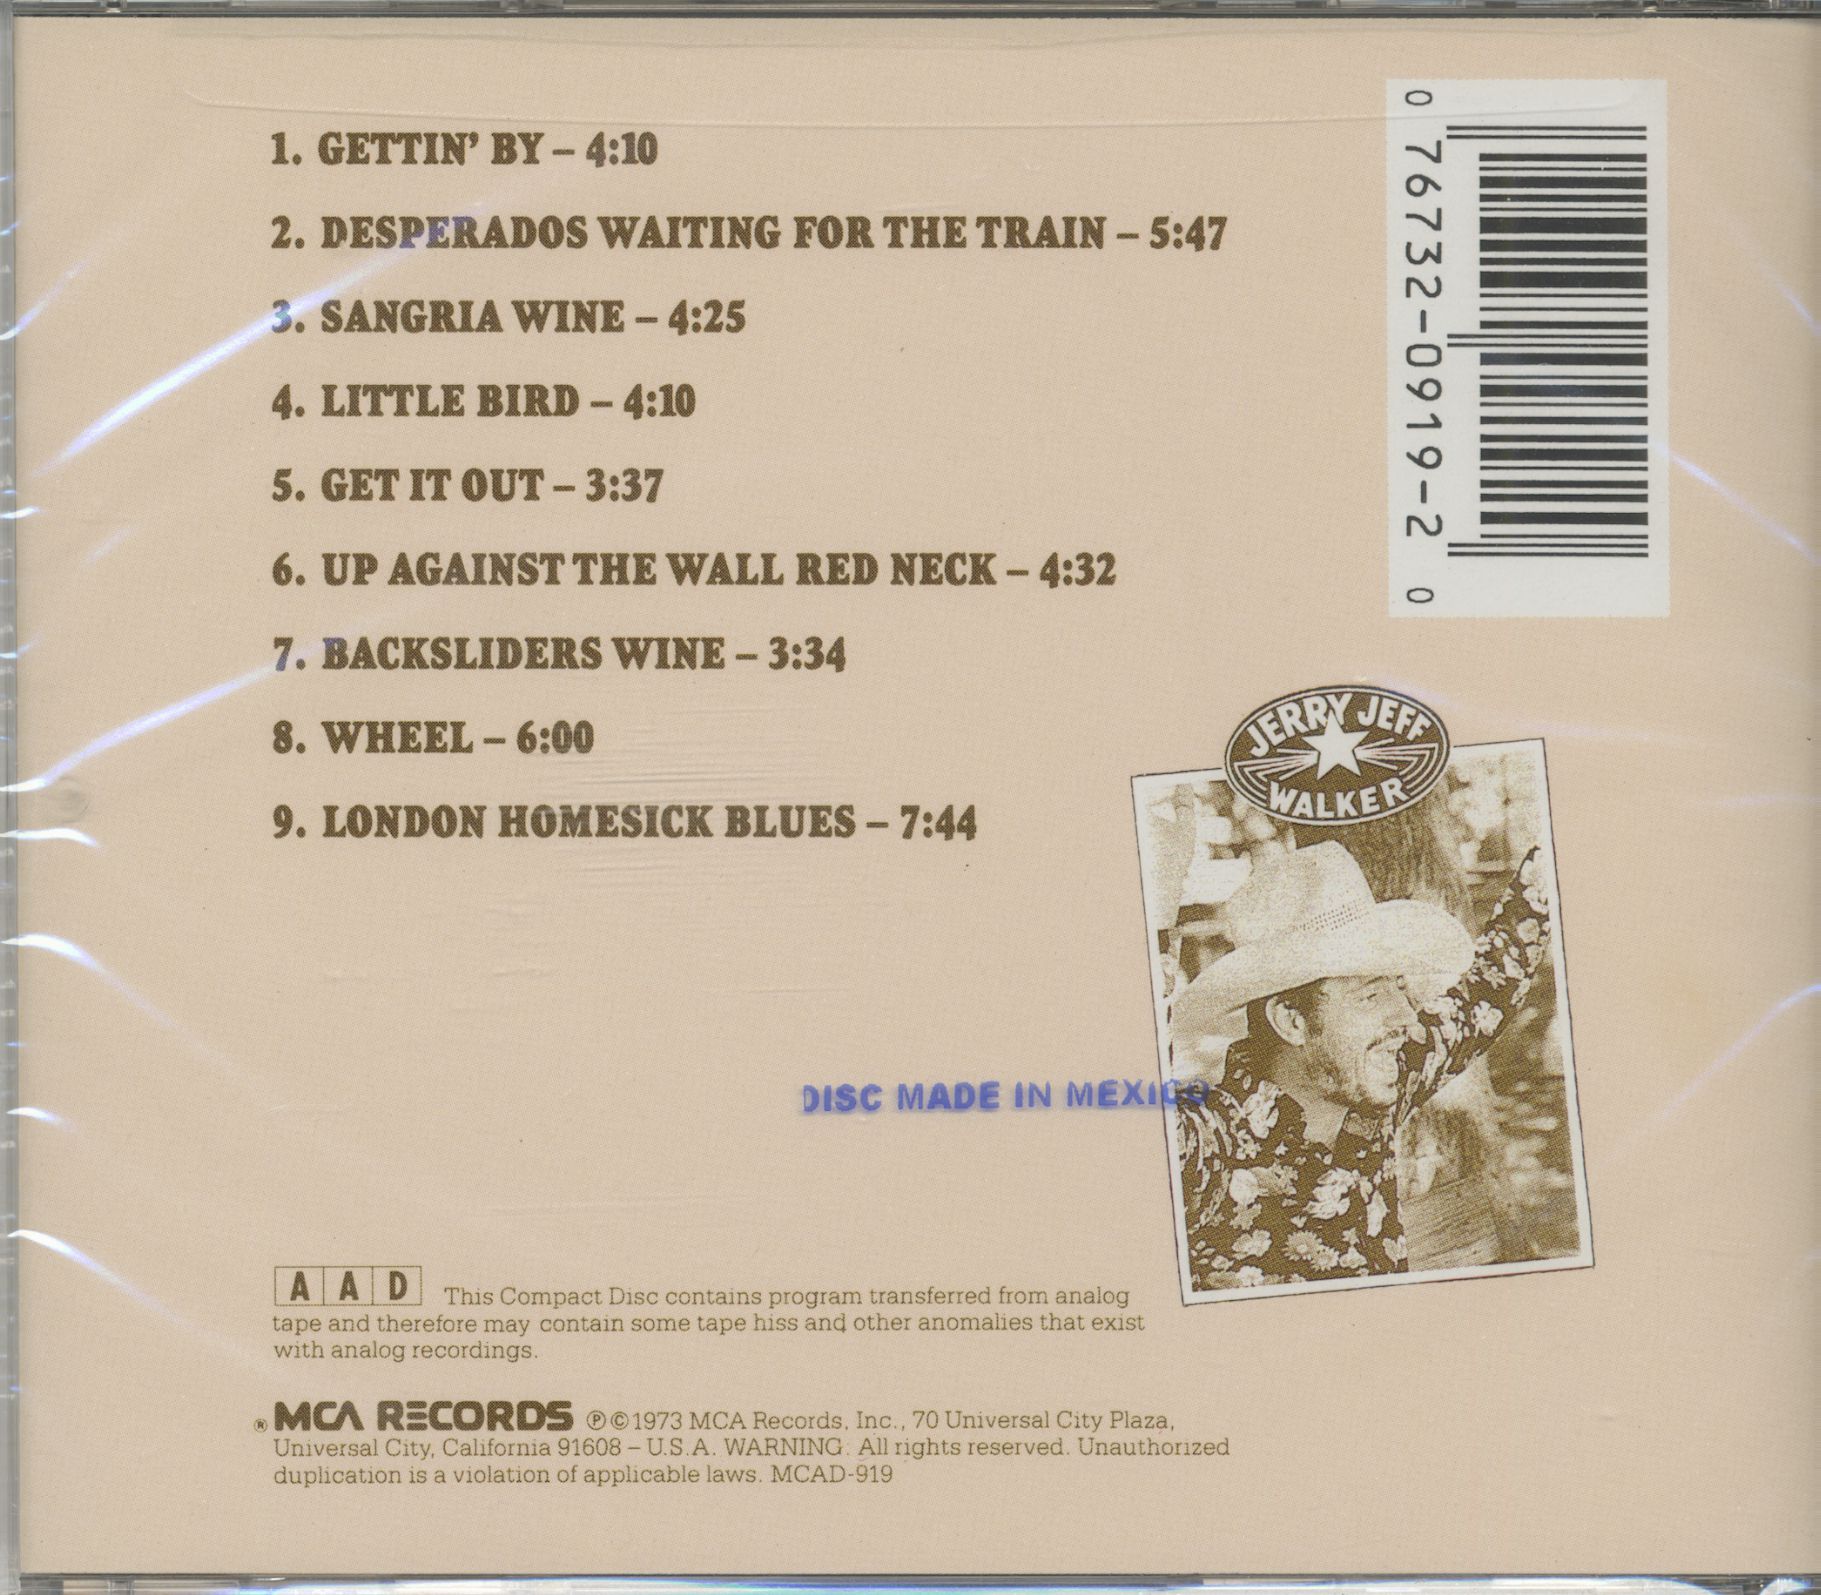 1. GETTIN' BY – 4:10
2. DESPERADOS WAITING FOR THE TRAIN – 5:47
3. SANGRIA WINE – 4:25
4. LITTLE BIRD – 4:10
5. GET IT OUT – 3:37
6. UP AGAINST THE WALL RED NECK – 4:32
7. BACKSLIDERS WINE – 3:34
8. WHEEL – 6:00
9. LONDON HOMESICK BLUES – 7:44
0 76732-0919-2 0
JERRY JEFF
WALKER
DISC MADE IN MEXICO
A A D This Compact Disc contains program transferred from analog
tape and therefore may contain some tape hiss and other anomalies that exist
with analog recordings.
® MCA RECORDS ℗©1973 MCA Records, Inc., 70 Universal City Plaza,
Universal City, California 91608 – U.S.A. WARNING: All rights reserved. Unauthorized
duplication is a violation of applicable laws. MCAD-919